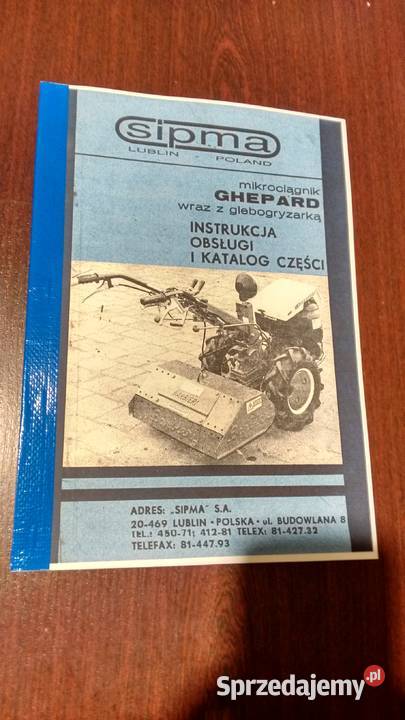 sipma
LUBLIN - POLAND
mikrociągnik
GHEPARD
wraz z glebogryzarką
INSTRUKCJA
OBSŁUGI
I KATALOG CZĘŚCI
ADRES: „SIPMA" S.A.
20-469 LUBLIN • POLSKA • ul. BUDOWLANA 8
TEL.: 450-71; 412-81 TELEX: 81-427.32
TELEFAX: 81-447.93
Sprzedajemy.pl